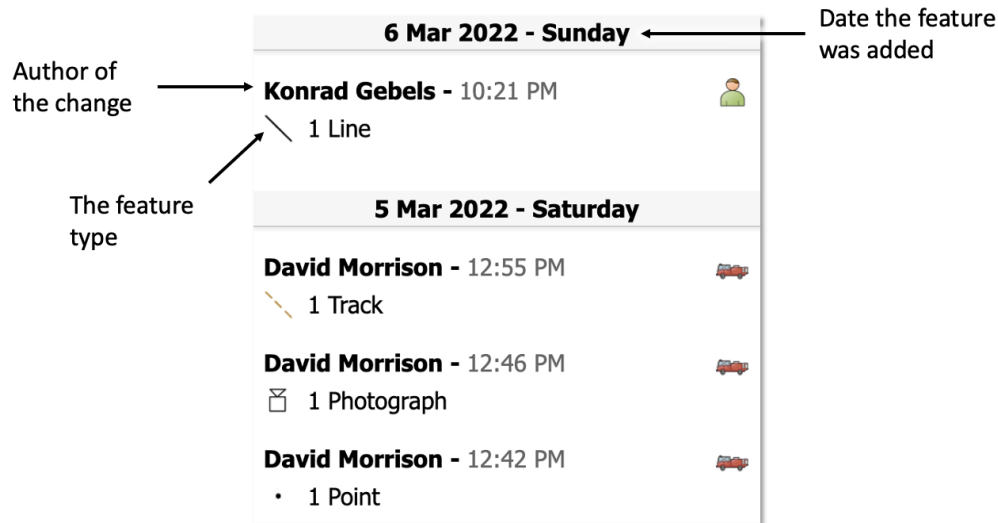 6 Mar 2022 - Sunday
Date the feature
was added
Author of
the change
Konrad Gebels - 10:21 PM
1 Line
The feature
type
5 Mar 2022 - Saturday
David Morrison - 12:55 PM
1 Track
David Morrison - 12:46 PM
1 Photograph
David Morrison - 12:42 PM
1 Point